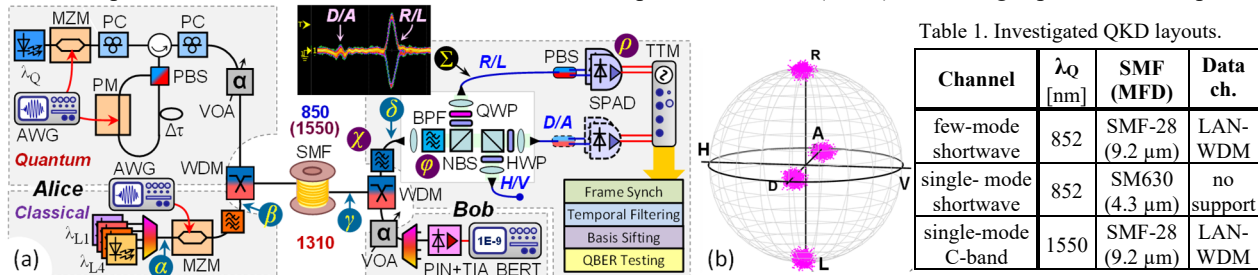 MZM
PC
PC
λQ
PM
PBS
α
VOA
AWG
Δτ
Quantum
AWG
WDM
Alice
Classical
λL1
λL4
α
MZM
β
(a)
D/A
R/L
850
(1550)
SMF
1310
γ
δ
χ
WDM
α
VOA
Σ
R/L
BPF
φ
NBS
QWP
HWP
H/V
D/A
PBS
ρ
SPAD
TTM
Bob
1E-9
PIN+TIA
BERT
Frame Synch
Temporal Filtering
Basis Sifting
QBER Testing
(b)
R
A
H
D
V
L
Table 1. Investigated QKD layouts.
Channel λQ [nm] SMF (MFD) Data ch.
few-mode shortwave 852 SMF-28 (9.2 µm) LAN-WDM
single- mode shortwave 852 SM630 (4.3 µm) no support
single-mode C-band 1550 SMF-28 (9.2 µm) LAN-WDM